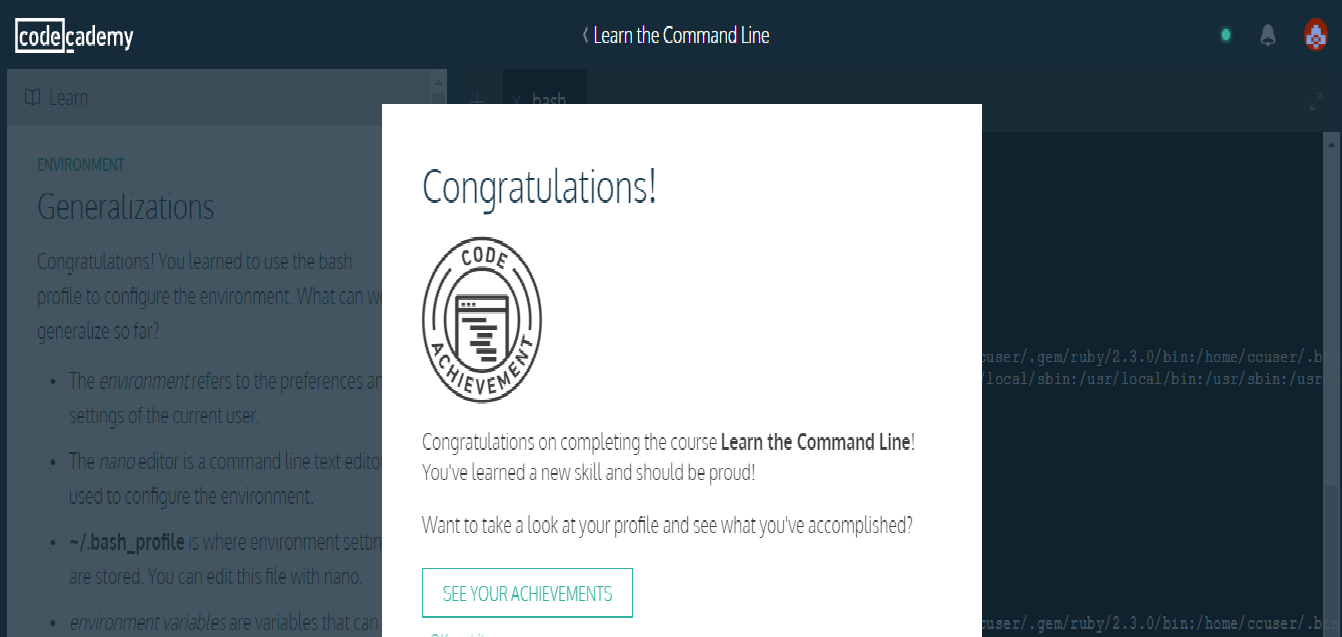 codecademy
Learn the Command Line
Learn
bash
ENVIRONMENT
Generalizations
Congratulations! You learned to use the bash
profile to configure the environment. What can we
generalize so far?
• The environment refers to the preferences
settings of the current user.
• The nano editor is a command line text editor
used to configure the environment.
• ~/.bash_profile is where environment
are stored. You can edit this file with nano.
• environment variables are variables that can
Congratulations!
CODE
ACHIEVEMENT
Congratulations on completing the course Learn the Command Line!
You've learned a new skill and should be proud!
Want to take a look at your profile and see what you've accomplished?
SEE YOUR ACHIEVEMENTS
cuser/.gem/ruby/2.3.0/bin:/home/ccuser/.b
/local/sbin:/usr/local/bin:/usr/sbin:/usr
cuser/.gem/ruby/2.3.0/bin:/home/ccuser/.b